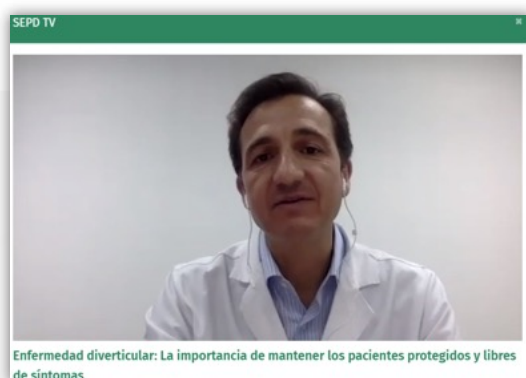 SEPD TV
Enfermedad diverticular: La importancia de mantener los pacientes protegidos y libres
de síntomas